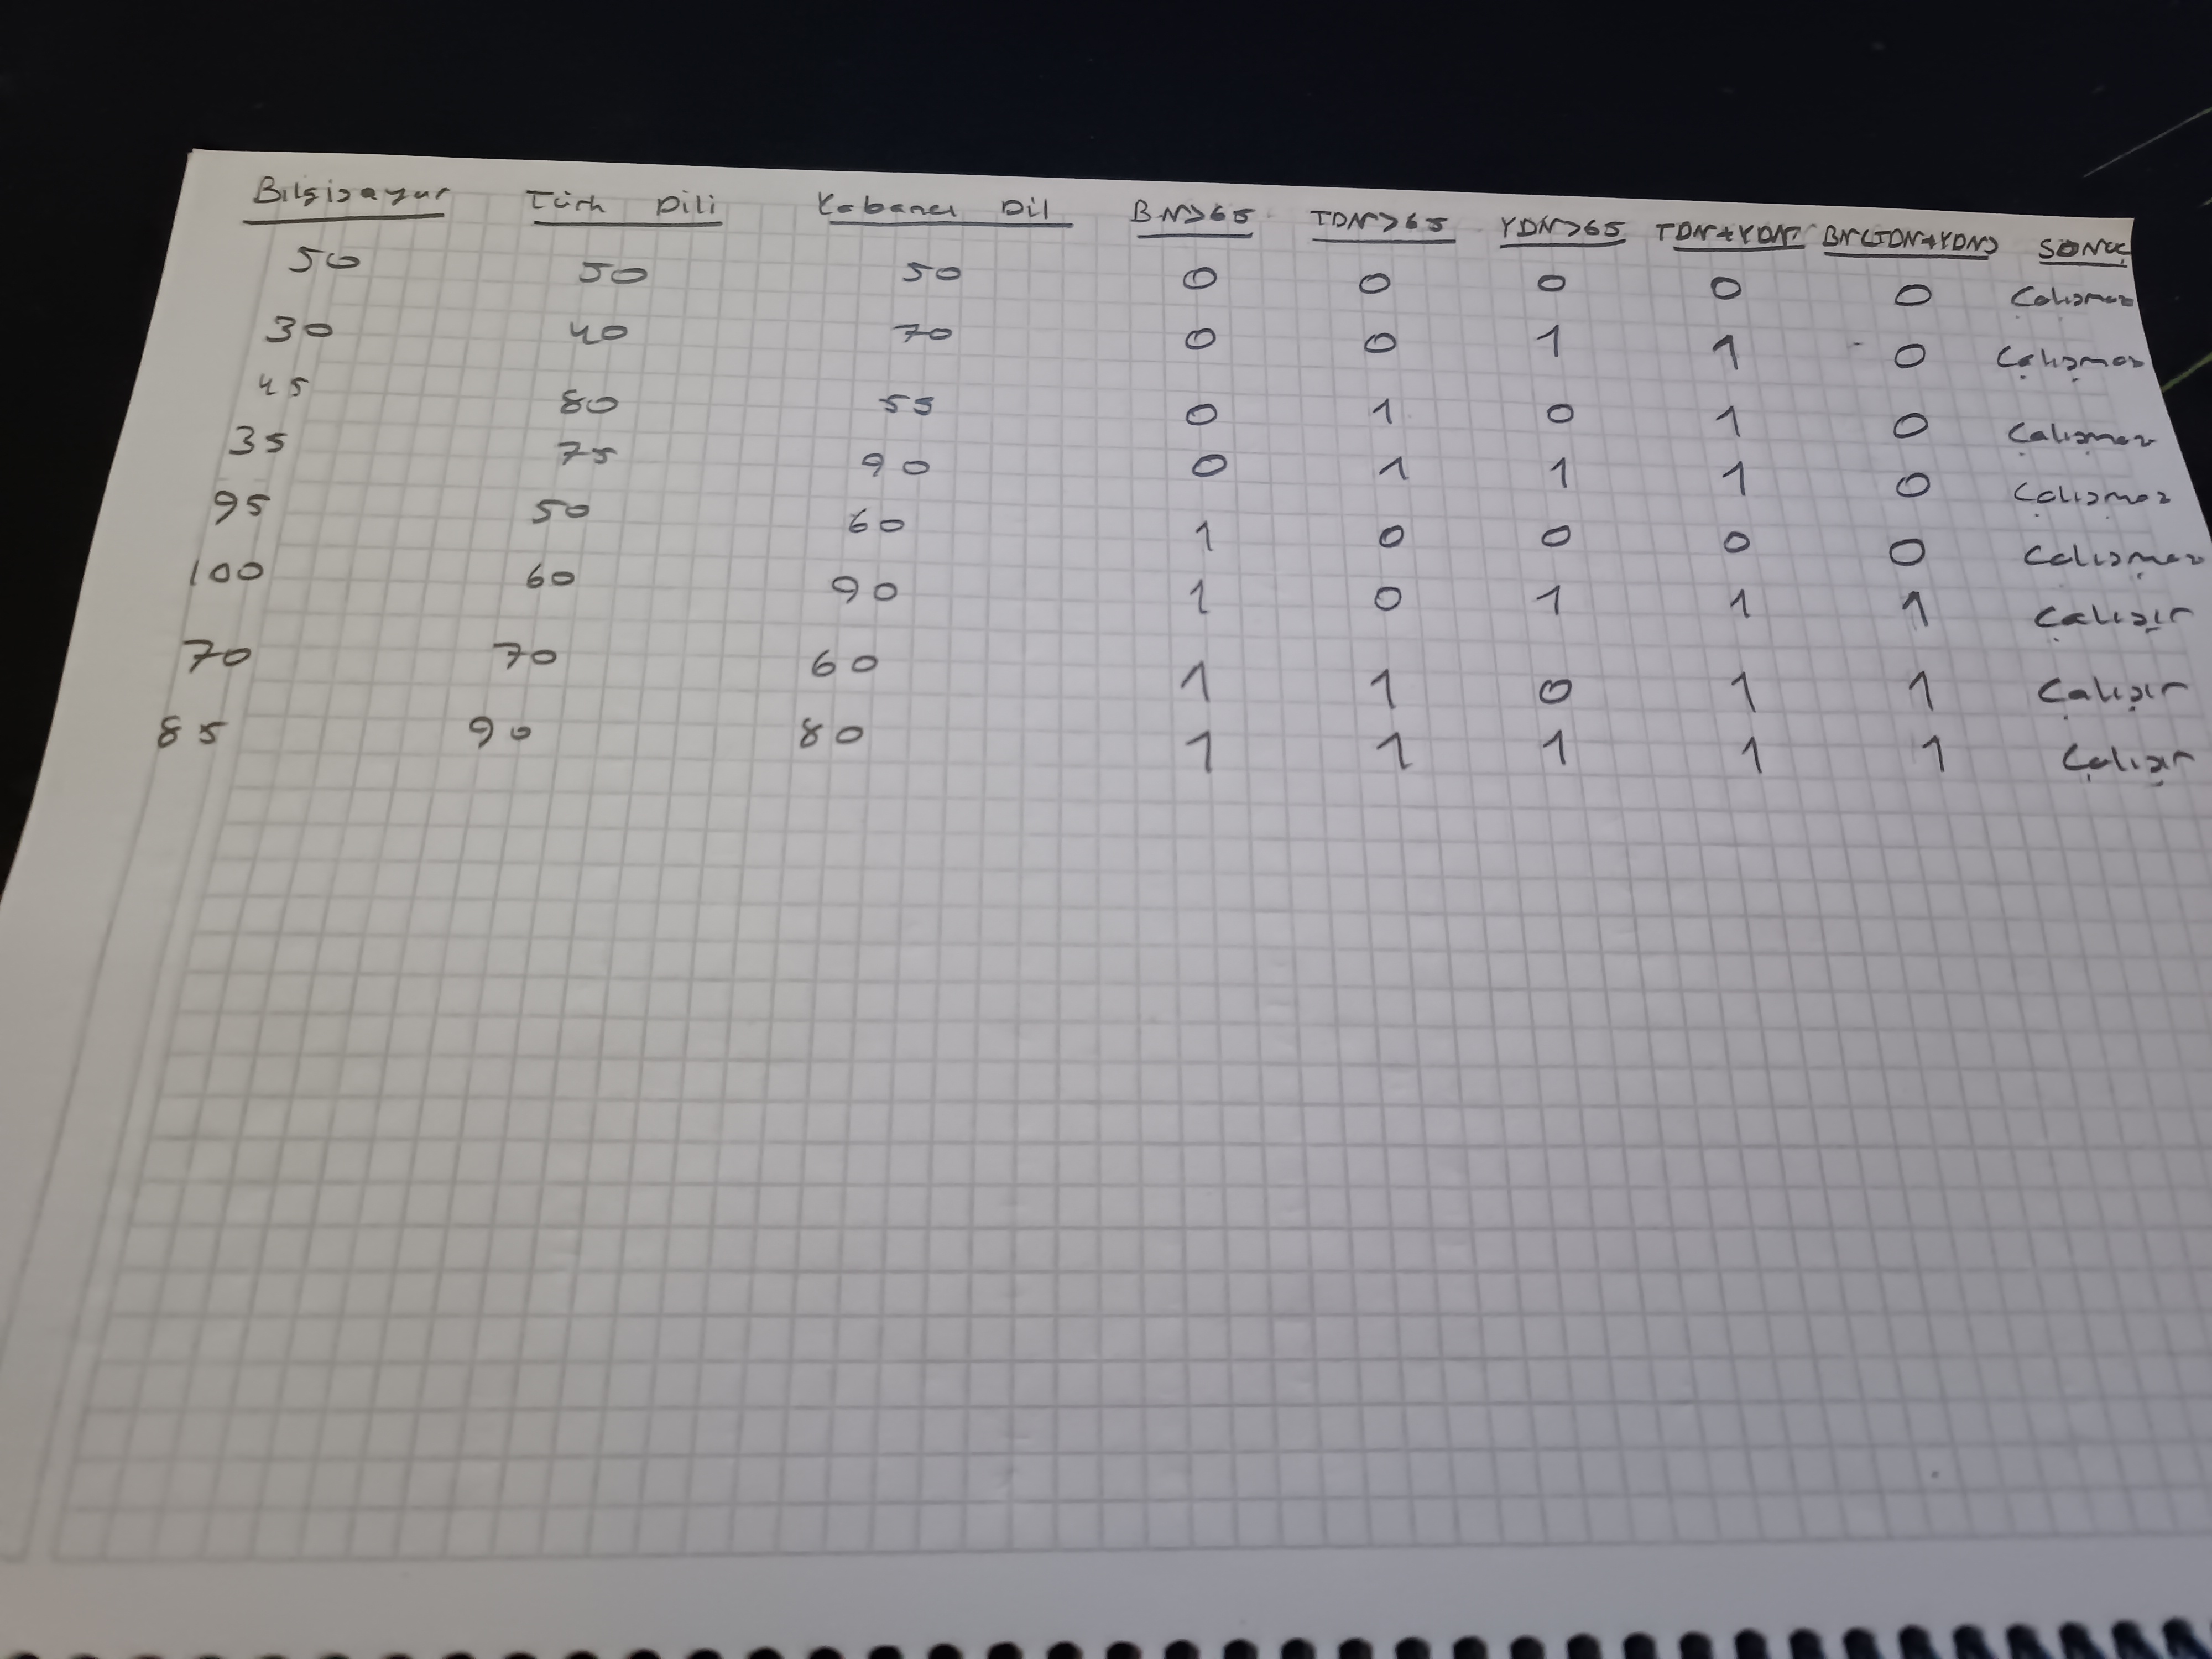 Bilgisayar Türk Dili Yabancı Dil BN>65 TDN>65 YDN>65 TDN+YDN BN(TDN+YDN) SONUÇ
50 50 50 0 0 0 0 0 Çalışmaz
30 40 70 0 0 1 1 0 Çalışmaz
45 80 55 0 1 0 1 0 Çalışmaz
35 75 90 0 1 1 1 0 Çalışmaz
95 50 60 1 0 0 0 0 Çalışmaz
100 60 90 1 0 1 1 1 Çalışır
70 70 60 1 1 0 1 1 Çalışır
85 90 80 1 1 1 1 1 Çalışır